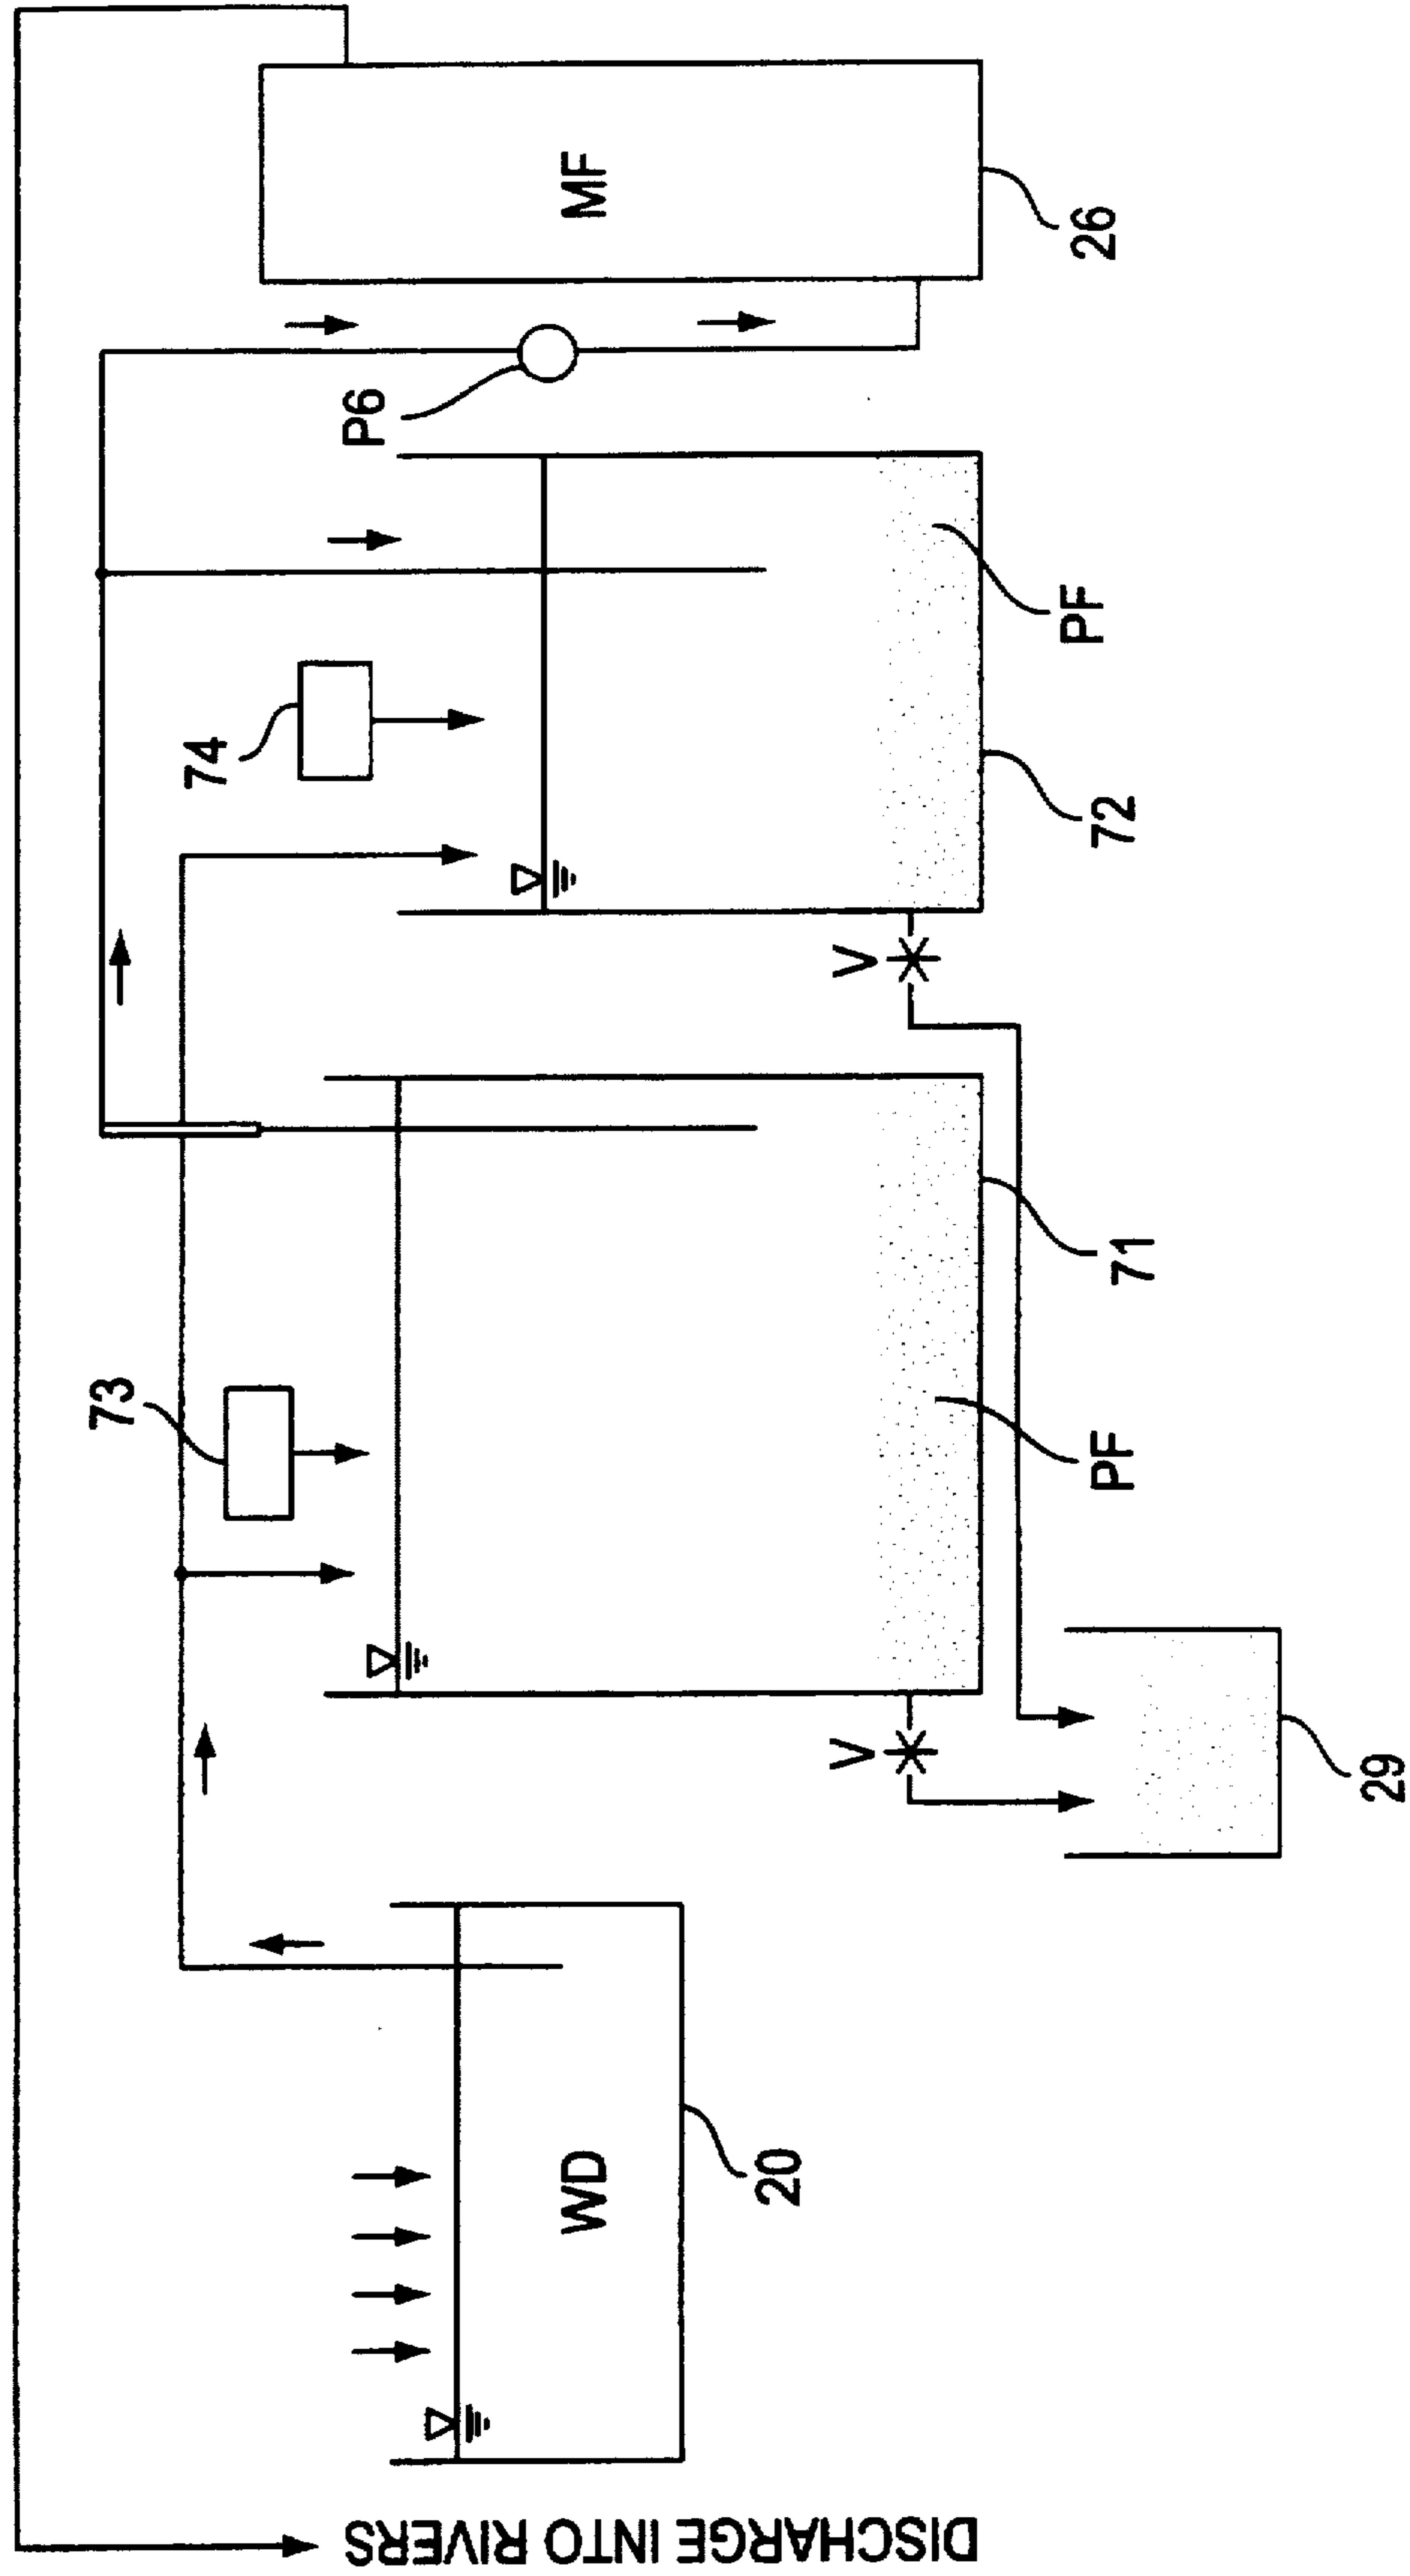 DISCHARGE INTO RIVERS
WD
20
73
74
P6
MF
26
V
V
PF
PF
71
72
29